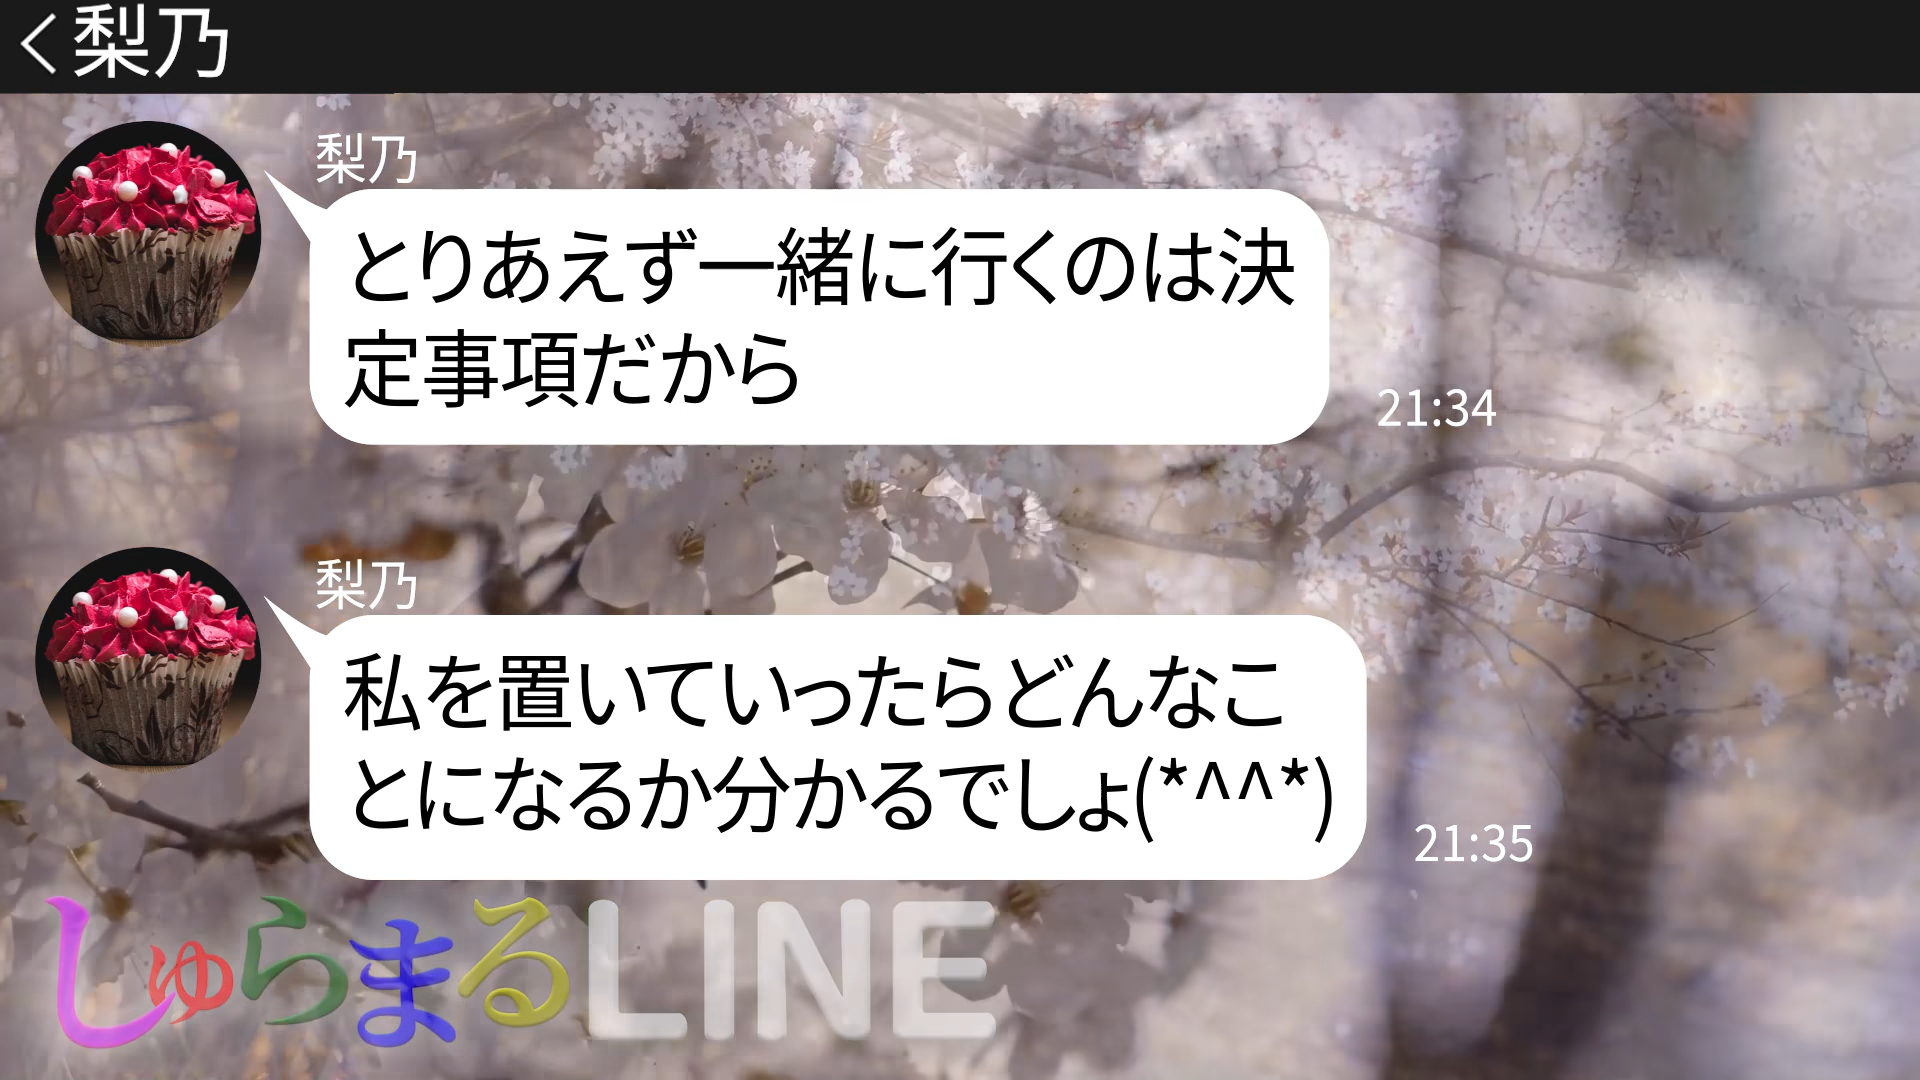 梨乃
梨乃
とりあえず一緒に行くのは決
定事項だから
21:34
梨乃
私を置いていったらどんなこ
とになるか分かるでしょ(*^^*)
21:35
しゅらまるLINE